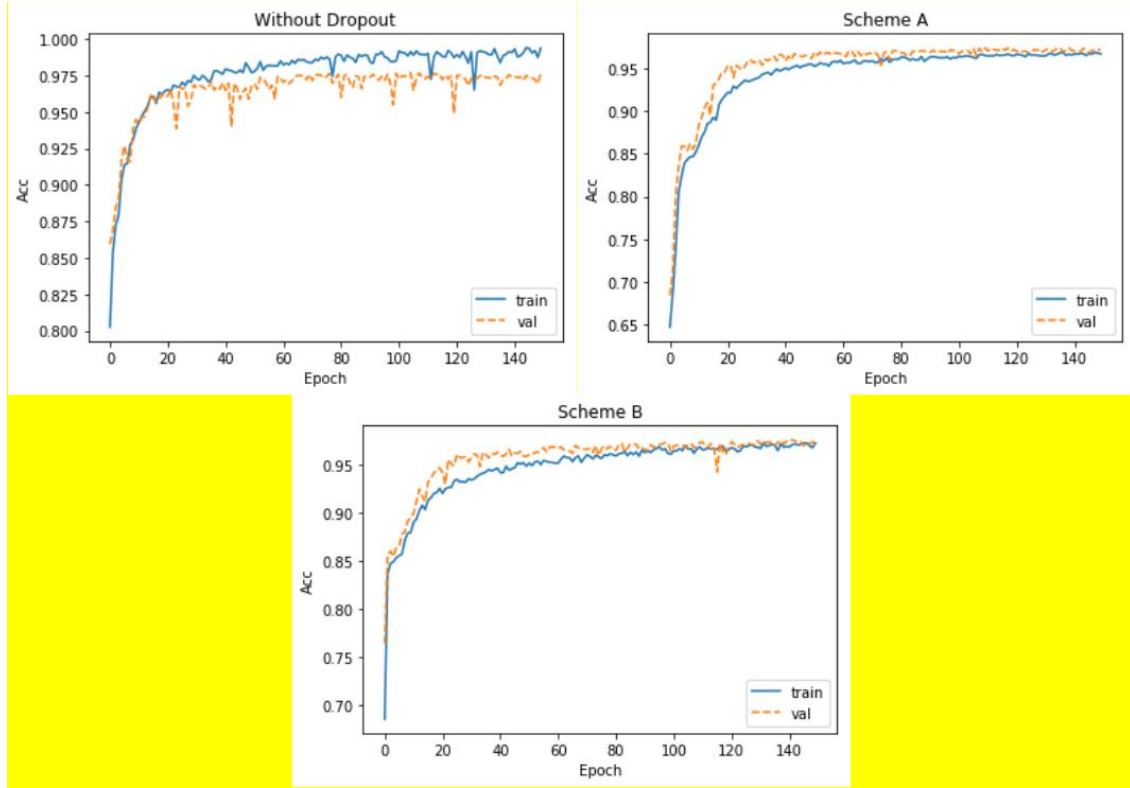 Without Dropout
1.000
0.975
0.950
0.925
0.900
0.875
0.850
0.825
0.800
Acc
0 20 40 60 80 100 120 140
Epoch
train
val
Scheme A
0.95
0.90
0.85
0.80
0.75
0.70
0.65
Acc
0 20 40 60 80 100 120 140
Epoch
train
val
Scheme B
0.95
0.90
0.85
0.80
0.75
0.70
Acc
0 20 40 60 80 100 120 140
Epoch
train
val